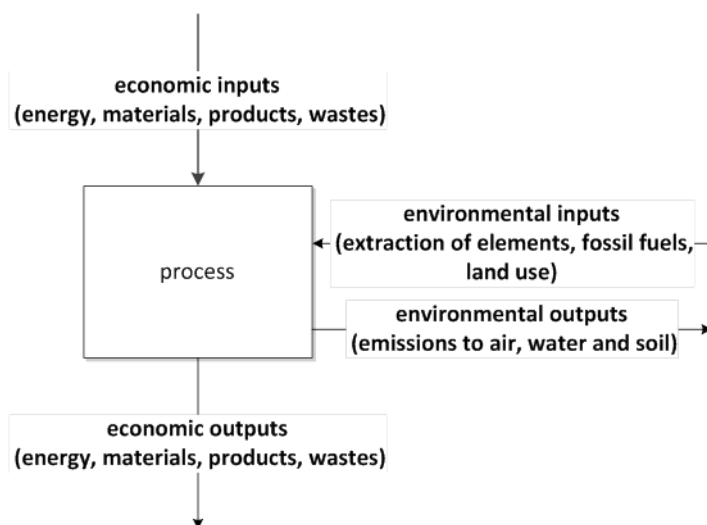 economic inputs
(energy, materials, products, wastes)
process
environmental inputs
(extraction of elements, fossil fuels,
land use)
environmental outputs
(emissions to air, water and soil)
economic outputs
(energy, materials, products, wastes)